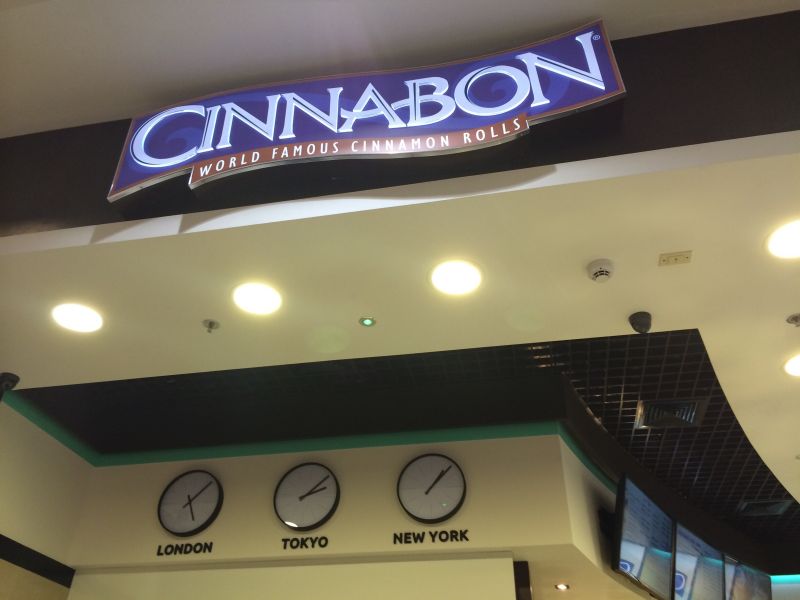 CINNABON®
WORLD FAMOUS CINNAMON ROLLS
LONDON
TOKYO
NEW YORK